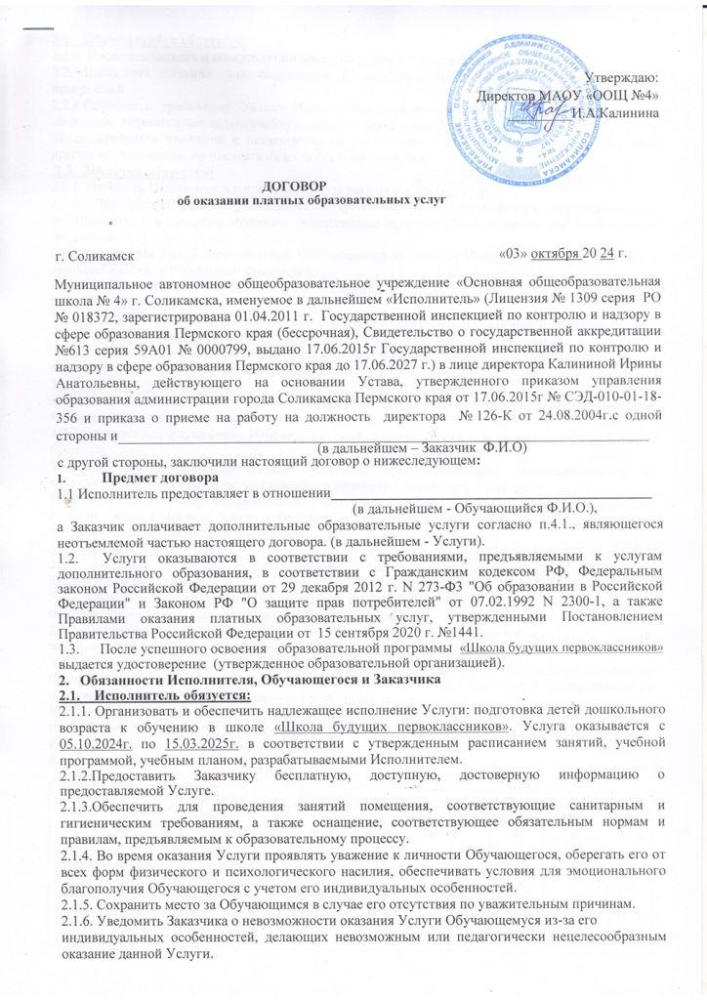 Утверждаю:
Директор МАОУ «ООЩ №4»
И.А.Калинина
ДОГОВОР
об оказании платных образовательных услуг
г. Соликамск «03» октября 20 24 г.
Муниципальное автономное общеобразовательное учреждение «Основная общеобразовательная
школа № 4» г. Соликамска, именуемое в дальнейшем «Исполнитель» (Лицензия № 1309 серия РО
№ 018372, зарегистрирована 01.04.2011 г. Государственной инспекцией по контролю и надзору в
сфере образования Пермского края (бессрочная), Свидетельство о государственной аккредитации
№613 серия 59А01 № 0000799, выдано 17.06.2015г Государственной инспекцией по контролю и
надзору в сфере образования Пермского края до 17.06.2027 г.) в лице директора Калининой Ирины
Анатольевны, действующего на основании Устава, утвержденного приказом управления
образования администрации города Соликамска Пермского края от 17.06.2015г № СЭД-010-01-18-
356 и приказа о приеме на работу на должность директора № 126-К от 24.08.2004г.с одной
стороны и
(в дальнейшем – Заказчик Ф.И.О)
с другой стороны, заключили настоящий договор о нижеследующем:
1. Предмет договора
1.1 Исполнитель предоставляет в отношении
(в дальнейшем - Обучающийся Ф.И.О.),
а Заказчик оплачивает дополнительные образовательные услуги согласно п.4.1., являющегося
неотъемлемой частью настоящего договора. (в дальнейшем - Услуги).
1.2. Услуги оказываются в соответствии с требованиями, предъявляемыми к услугам
дополнительного образования, в соответствии с Гражданским кодексом РФ, Федеральным
законом Российской Федерации от 29 декабря 2012 г. N 273-ФЗ "Об образовании в Российской
Федерации" и Законом РФ "О защите прав потребителей" от 07.02.1992 N 2300-1, а также
Правилами оказания платных образовательных услуг, утвержденными Постановлением
Правительства Российской Федерации от 15 сентября 2020 г. №1441.
1.3. После успешного освоения образовательной программы «Школа будущих первоклассников»
выдается удостоверение (утвержденное образовательной организацией).
2. Обязанности Исполнителя, Обучающегося и Заказчика
2.1. Исполнитель обязуется:
2.1.1. Организовать и обеспечить надлежащее исполнение Услуги: подготовка детей дошкольного
возраста к обучению в школе «Школа будущих первоклассников». Услуга оказывается с
05.10.2024г. по 15.03.2025г. в соответствии с утвержденным расписанием занятий, учебной
программой, учебным планом, разрабатываемыми Исполнителем.
2.1.2.Предоставить Заказчику бесплатную, доступную, достоверную информацию о
предоставляемой Услуге.
2.1.3.Обеспечить для проведения занятий помещения, соответствующие санитарным и
гигиеническим требованиям, а также оснащение, соответствующее обязательным нормам и
правилам, предъявляемым к образовательному процессу.
2.1.4. Во время оказания Услуги проявлять уважение к личности Обучающегося, оберегать его от
всех форм физического и психологического насилия, обеспечивать условия для эмоционального
благополучия Обучающегося с учетом его индивидуальных особенностей.
2.1.5. Сохранить место за Обучающимся в случае его отсутствия по уважительным причинам.
2.1.6. Уведомить Заказчика о невозможности оказания Услуги Обучающемуся из-за его
индивидуальных особенностей, делающих невозможным или педагогически нецелесообразным
оказание данной Услуги.